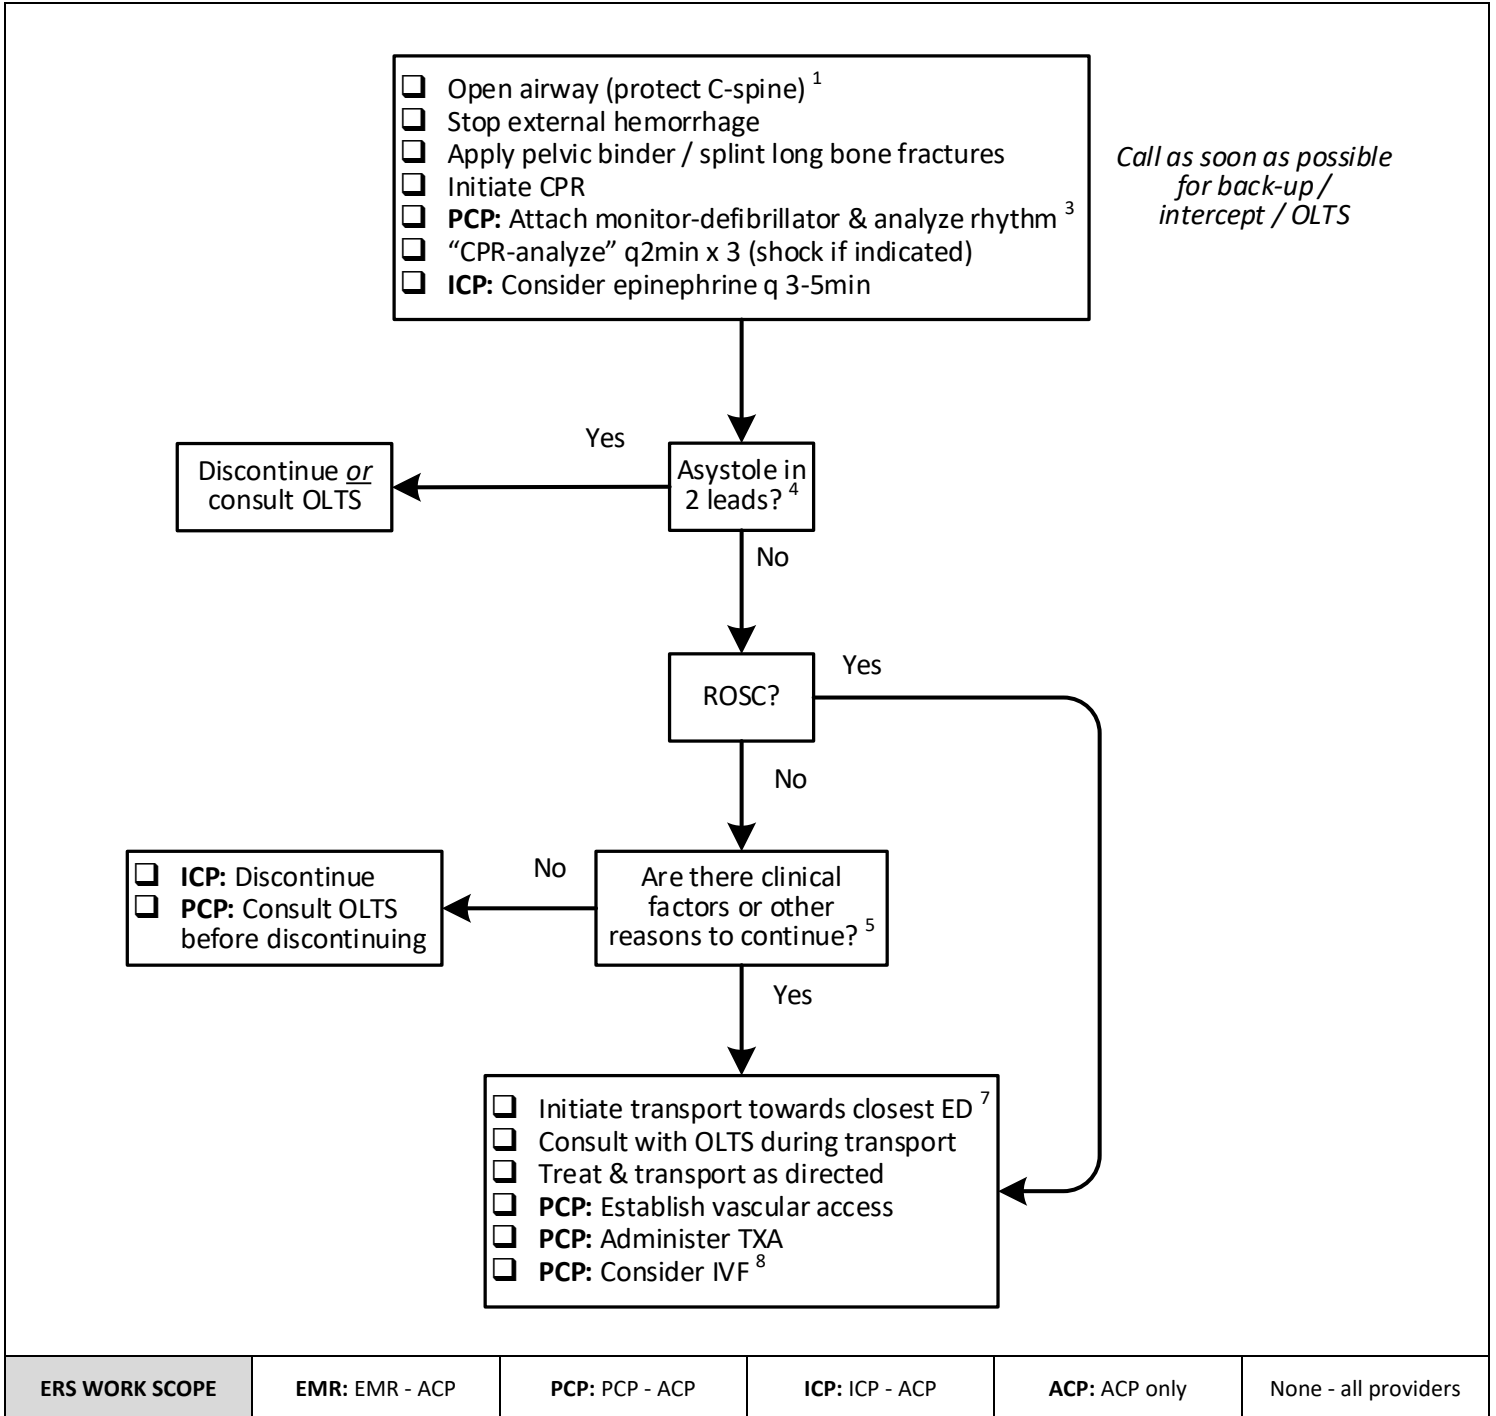 ❑ Open airway (protect C-spine) 1
❑ Stop external hemorrhage
❑ Apply pelvic binder / splint long bone fractures
❑ Initiate CPR
❑ PCP: Attach monitor-defibrillator & analyze rhythm 3
❑ “CPR-analyze” q2min x 3 (shock if indicated)
❑ ICP: Consider epinephrine q 3-5min
Call as soon as possible
for back-up /
intercept / OLTS
Yes
Discontinue or
consult OLTS
Asystole in
2 leads? 4
No
ROSC?
Yes
No
❑ ICP: Discontinue
❑ PCP: Consult OLTS
before discontinuing
No
Are there clinical
factors or other
reasons to continue? 5
Yes
❑ Initiate transport towards closest ED 7
❑ Consult with OLTS during transport
❑ Treat & transport as directed
❑ PCP: Establish vascular access
❑ PCP: Administer TXA
❑ PCP: Consider IVF 8
ERS WORK SCOPE
EMR: EMR - ACP
PCP: PCP - ACP
ICP: ICP - ACP
ACP: ACP only
None - all providers